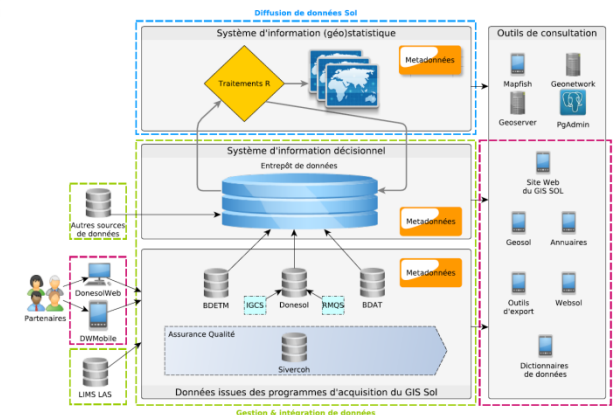 Diffusion de données Sol
Système d'information (géo)statistique
Metadonnées
Traitements R
Outils de consultation
Mapfish
Geonetwork
Geoserver
PgAdmin
Système d'information décisionnel
Entrepôt de données
Metadonnées
Autres sources
de données
Site Web
du GIS SOL
Geosol
Annuaires
Outils
d'export
Websol
Dictionnaires
de données
Metadonnées
BDETM
IGCS
Donesol
RMQS
BDAT
Partenaires
DonesolWeb
DWMobile
LIMS LAS
Assurance Qualité
Sivercoh
Données issues des programmes d'acquisition du GIS Sol
Gestion & intégration de données